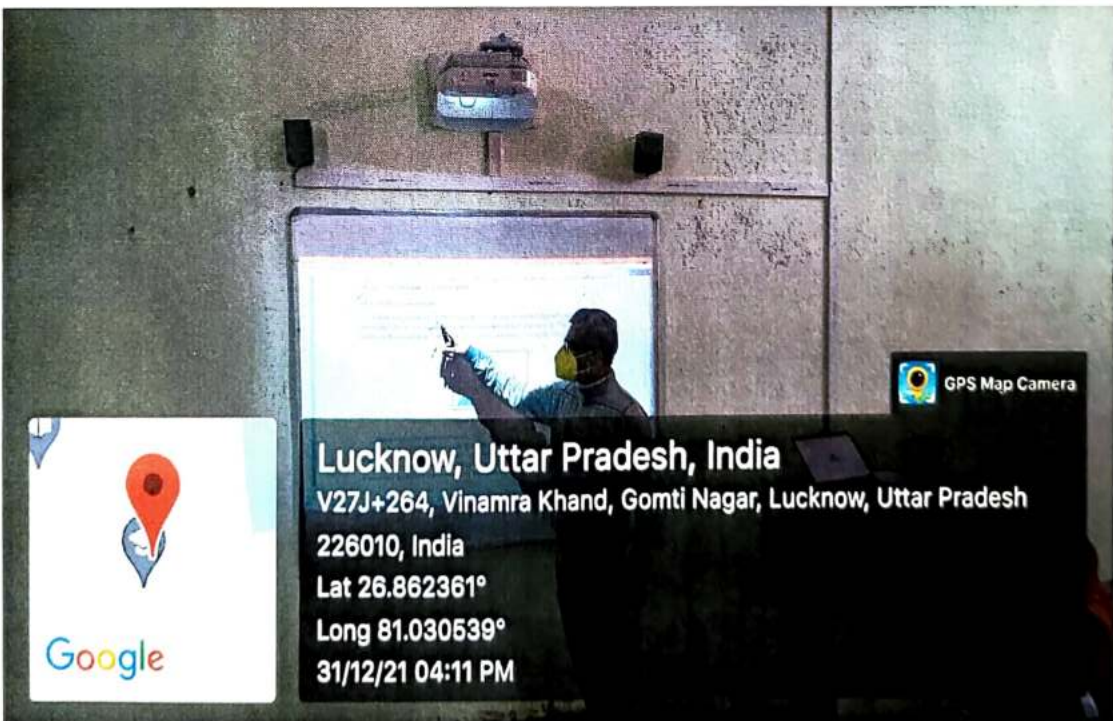 GPS Map Camera
Lucknow, Uttar Pradesh, India
V27J+264, Vinamra Khand, Gomti Nagar, Lucknow, Uttar Pradesh
226010, India
Lat 26.862361°
Long 81.030539°
31/12/21 04:11 PM
Google